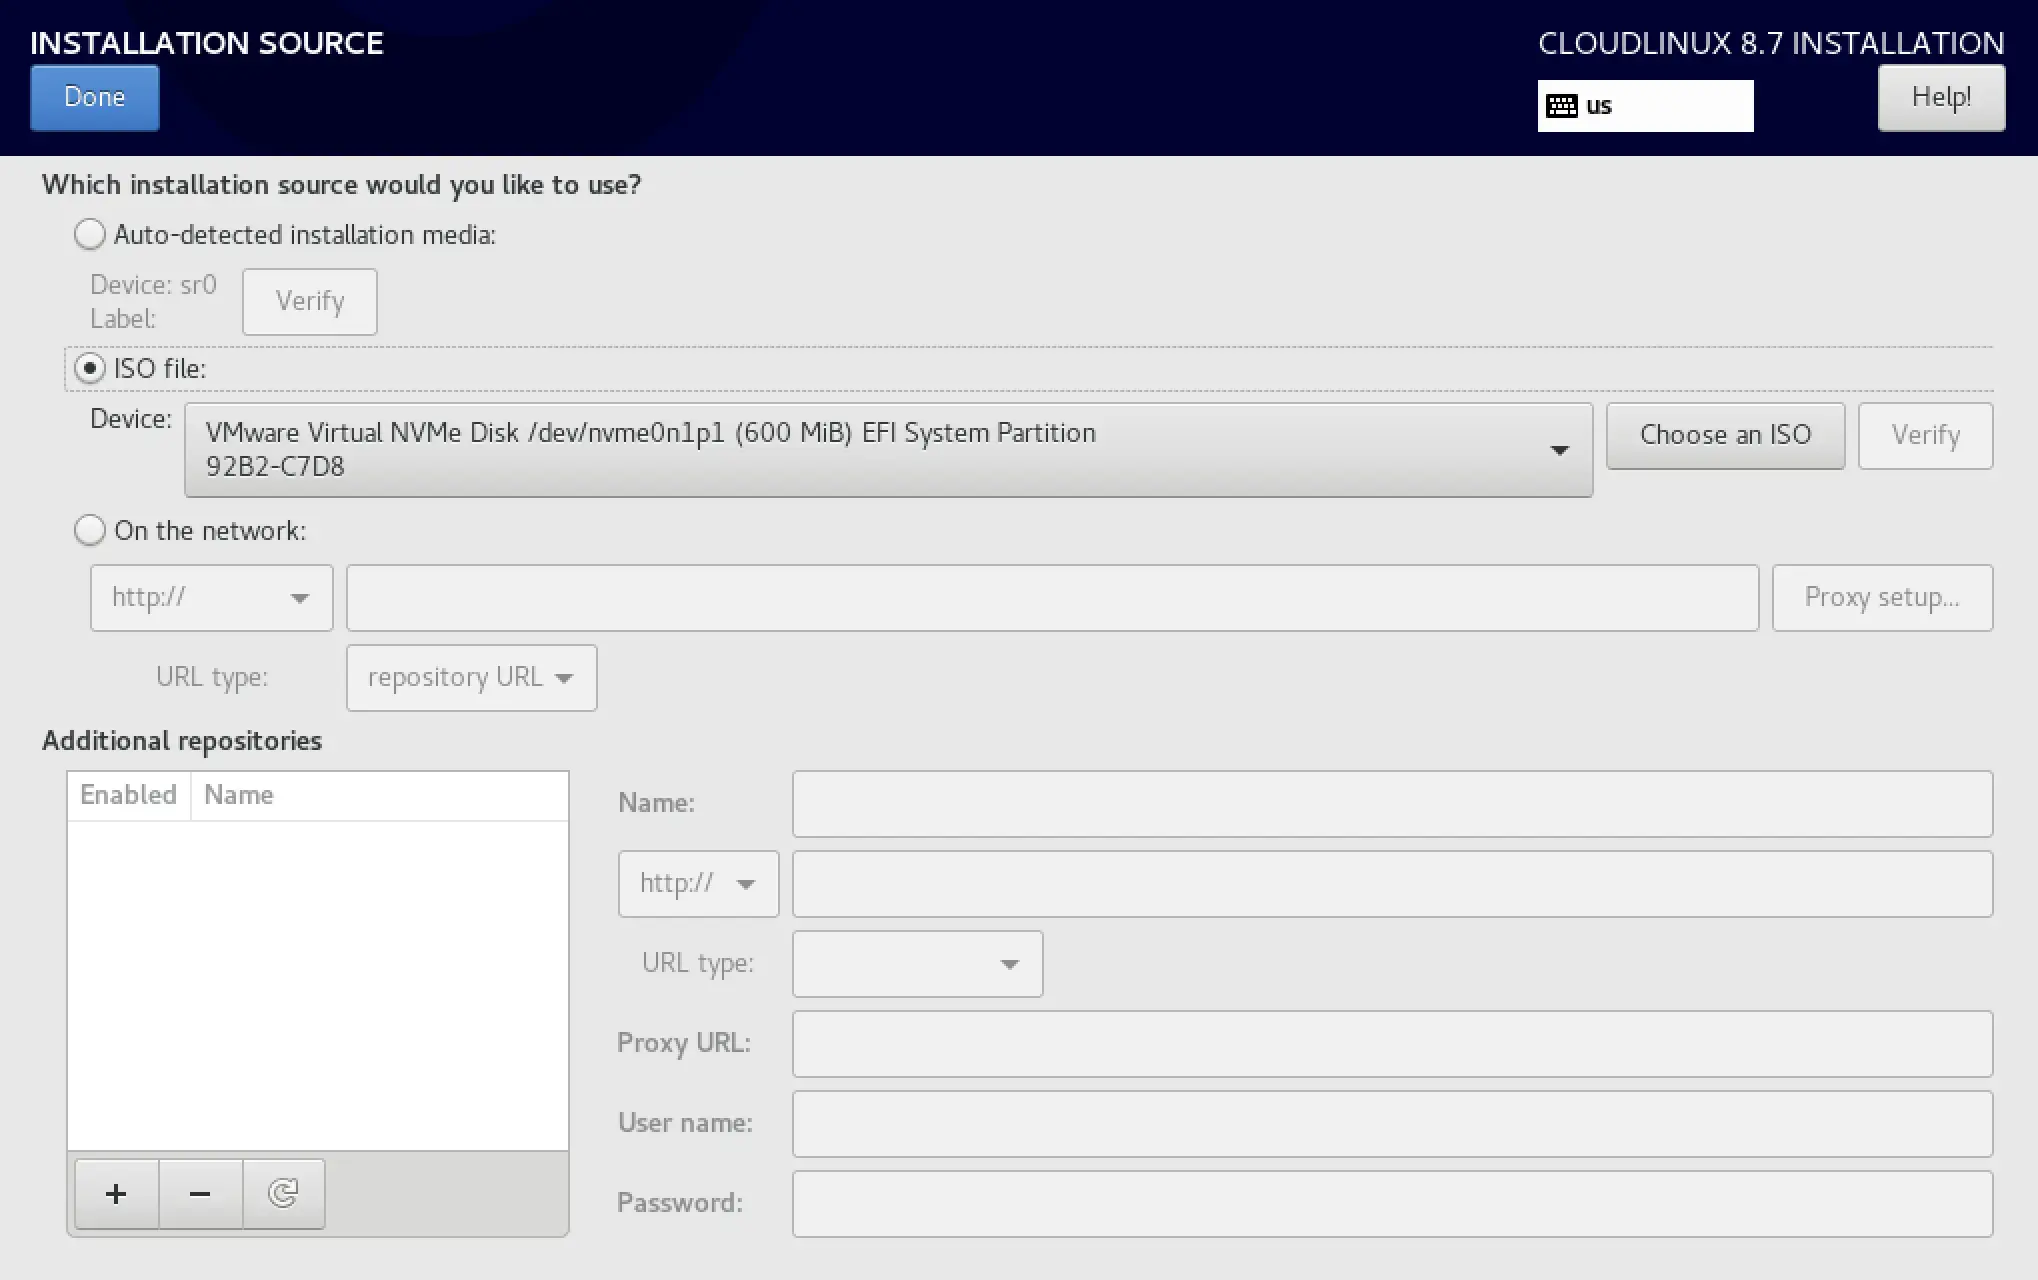 INSTALLATION SOURCE
CLOUDLINUX 8.7 INSTALLATION
Done
us
Help!
Which installation source would you like to use?
Auto-detected installation media:
Device: sr0
Label:
Verify
ISO file:
Device:
VMware Virtual NVMe Disk /dev/nvme0n1p1 (600 MiB) EFI System Partition
92B2-C7D8
Choose an ISO
Verify
On the network:
http://
Proxy setup...
URL type:
repository URL
Additional repositories
Enabled
Name
Name:
http://
URL type:
Proxy URL:
User name:
Password: